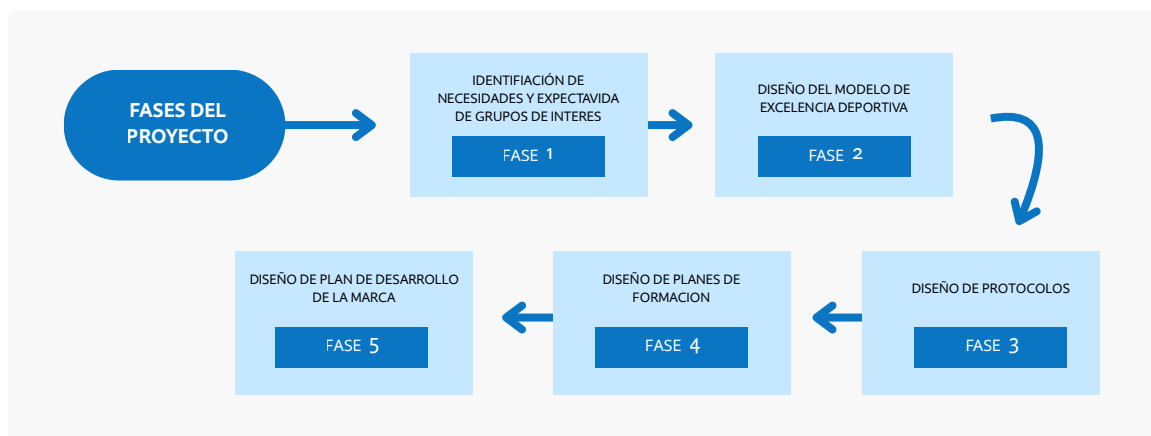 FASES DEL
PROYECTO
IDENTIFIACIÓN DE
NECESIDADES Y EXPECTAVIDA
DE GRUPOS DE INTERES
FASE 1
DISEÑO DEL MODELO DE
EXCELENCIA DEPORTIVA
FASE 2
DISEÑO DE PROTOCOLOS
FASE 3
DISEÑO DE PLANES DE
FORMACION
FASE 4
DISEÑO DE PLAN DE DESARROLLO
DE LA MARCA
FASE 5